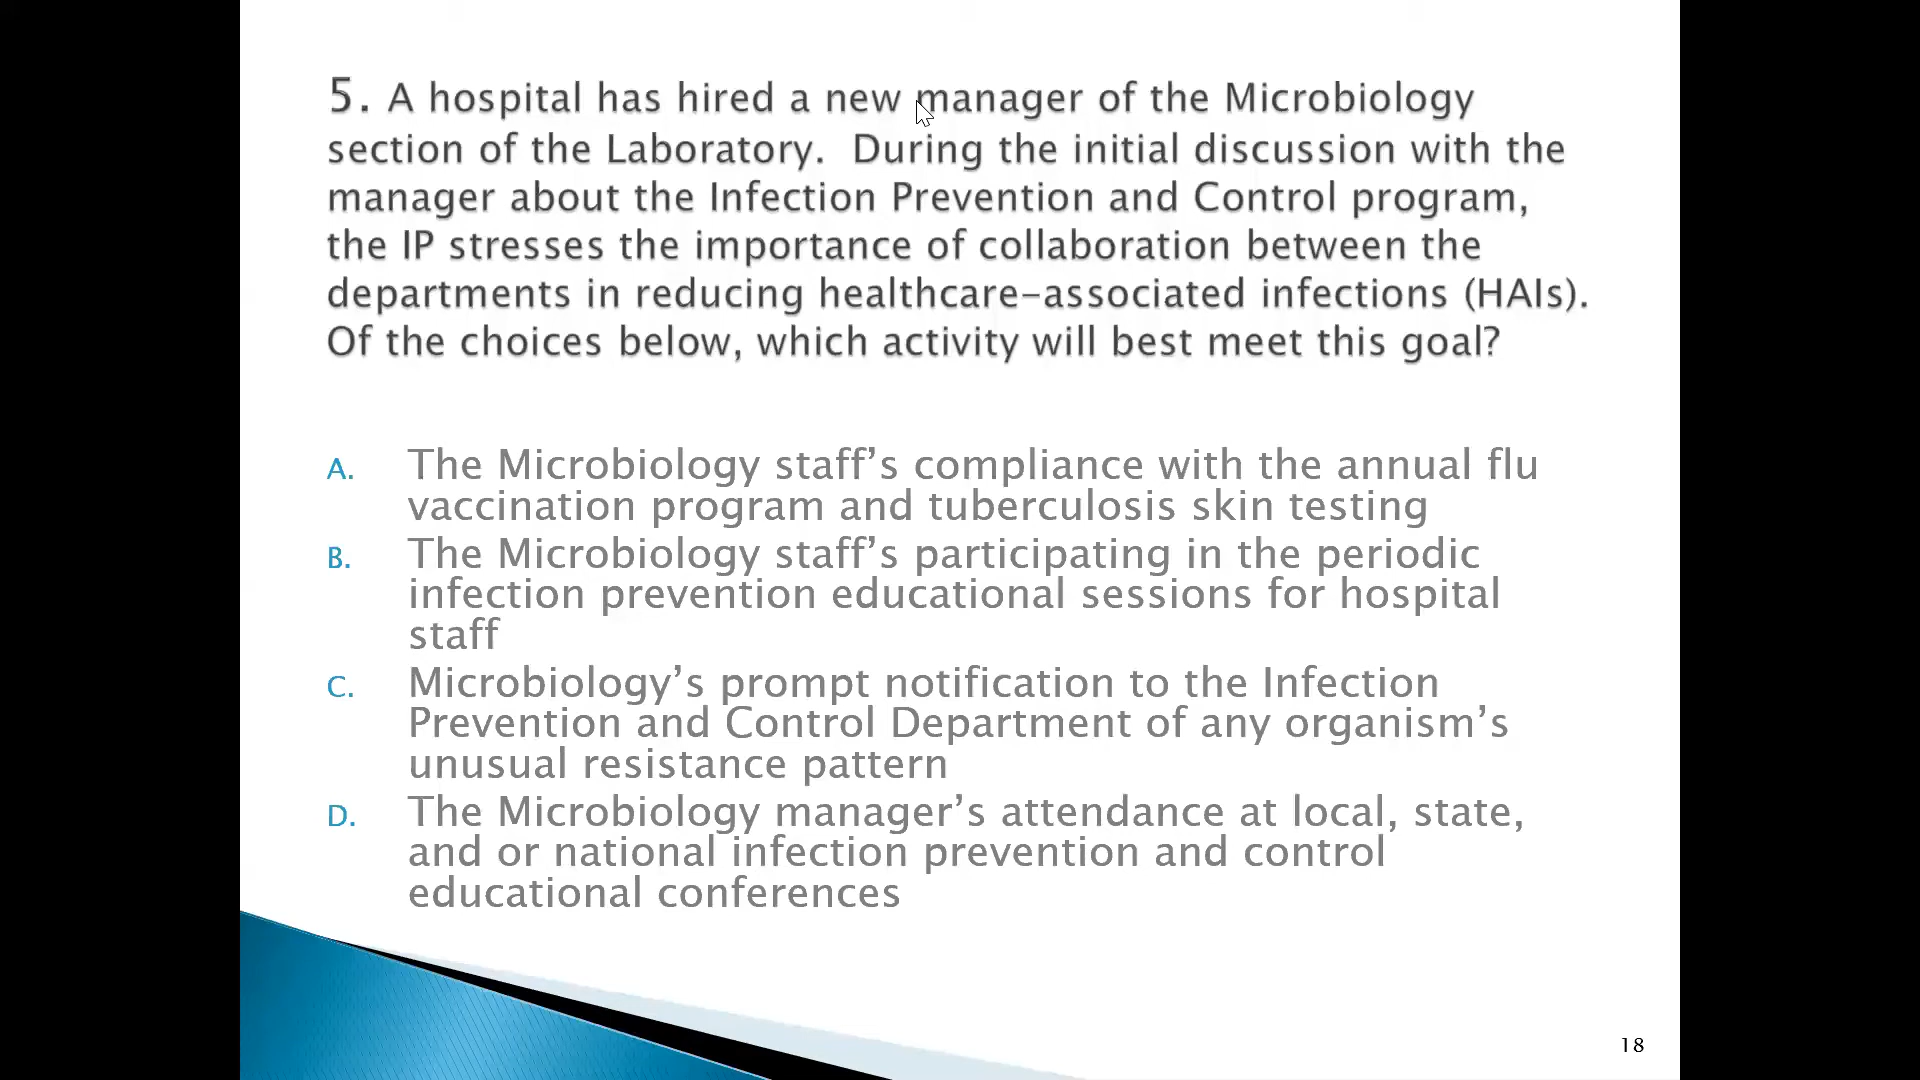 5. A hospital has hired a new manager of the Microbiology
section of the Laboratory.  During the initial discussion with the
manager about the Infection Prevention and Control program,
the IP stresses the importance of collaboration between the
departments in reducing healthcare-associated infections (HAIs).
Of the choices below, which activity will best meet this goal?
A. The Microbiology staff’s compliance with the annual flu
vaccination program and tuberculosis skin testing
B. The Microbiology staff’s participating in the periodic
infection prevention educational sessions for hospital
staff
C. Microbiology’s prompt notification to the Infection
Prevention and Control Department of any organism’s
unusual resistance pattern
D. The Microbiology manager’s attendance at local, state,
and or national infection prevention and control
educational conferences
18